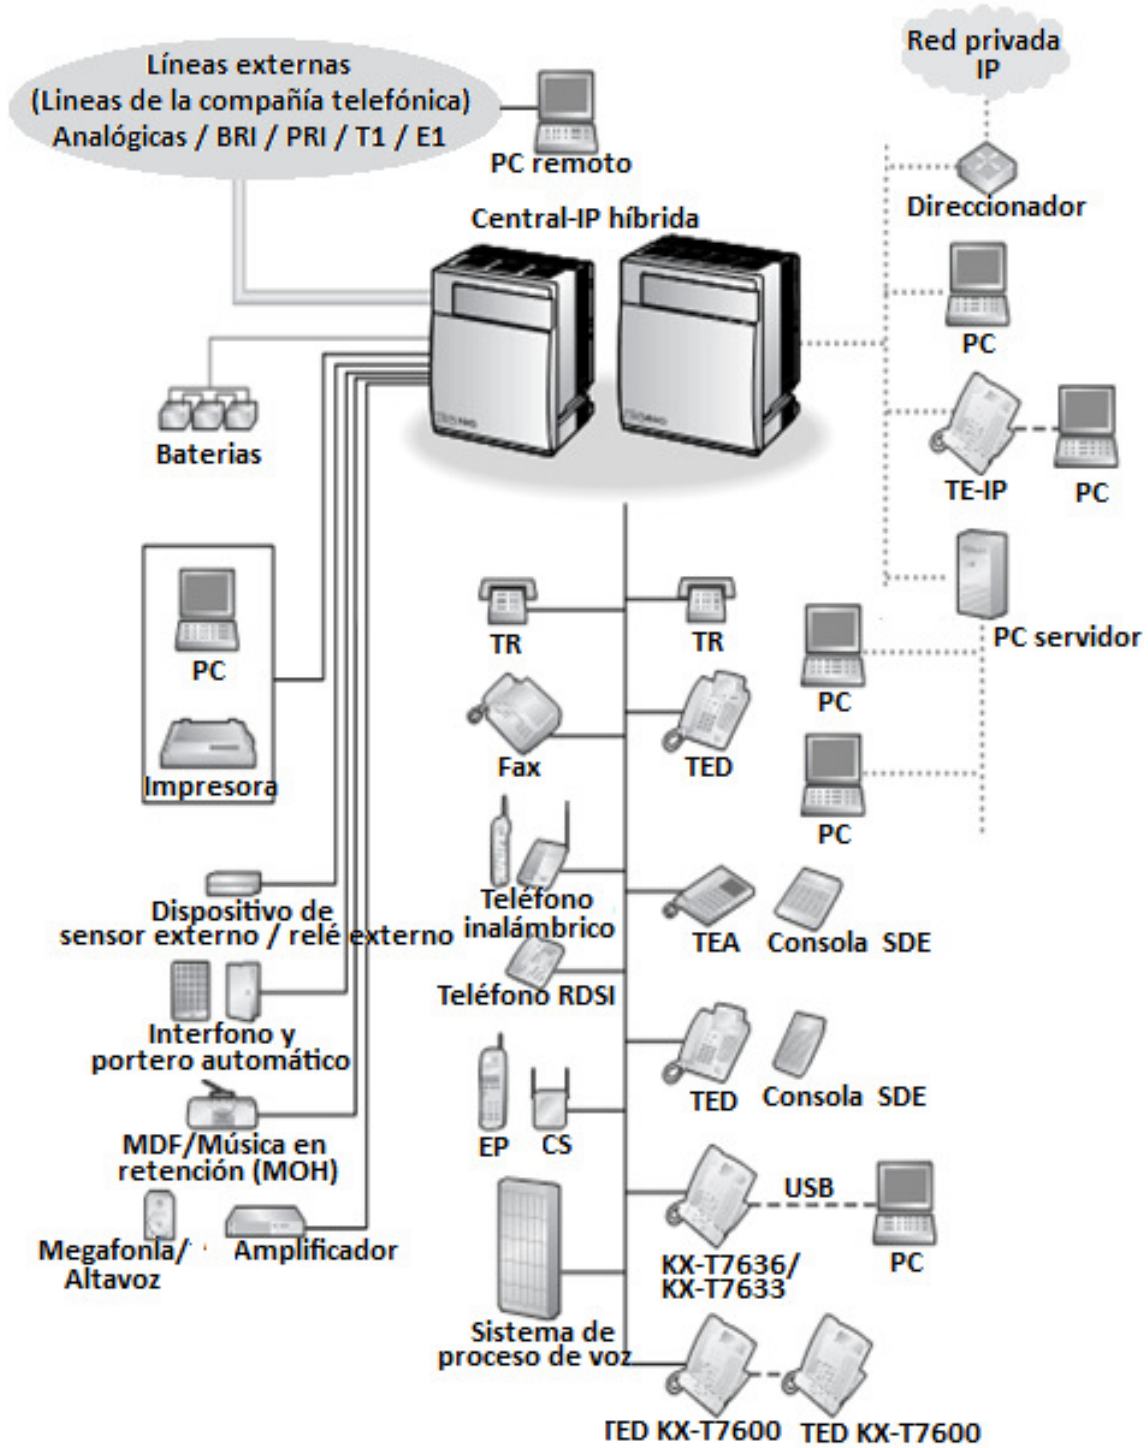 Líneas externas
(Lineas de la compañía telefónica)
Analógicas / BRI / PRI / T1 / E1
PC remoto
Red privada
IP
Direccionador
Central-IP híbrida
PC
TE-IP
PC
Baterias
PC servidor
PC
PC
PC
Impresora
TR
TR
Fax
TED
Teléfono
inalámbrico
TEA
Consola SDE
Dispositivo de
sensor externo / relé externo
Teléfono RDSI
Interfono y
portero automático
EP
CS
TED
Consola SDE
MDF/Música en
retención (MOH)
Megafonla/
Altavoz
Amplificador
USB
KX-T7636/
KX-T7633
PC
Sistema de
proceso de voz
TED KX-T7600
TED KX-T7600